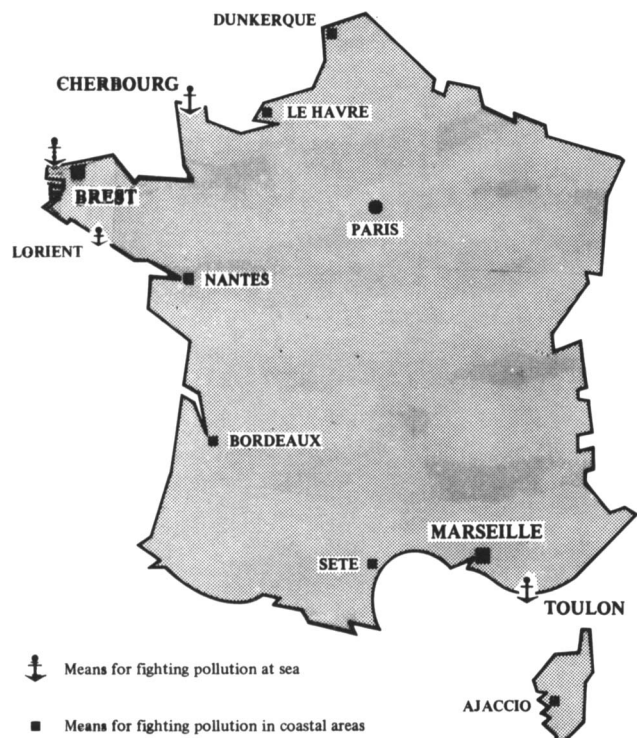 DUNKERQUE
CHERBOURG
LE HAVRE
BREST
PARIS
LORIENT
NANTES
BORDEAUX
MARSEILLE
SETE
TOULON
Means for fighting pollution at sea
AJACCIO
Means for fighting pollution in coastal areas